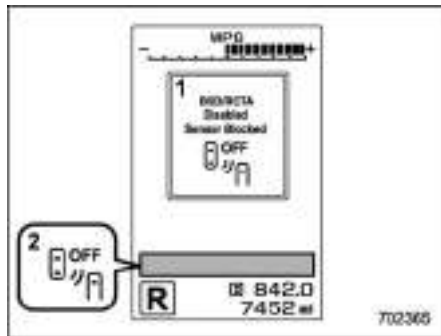 MPG
- +
1
BSD/RCTA
Disabled
Sensor Blocked
OFF
2
OFF
R
842.0
7452 mi
702365